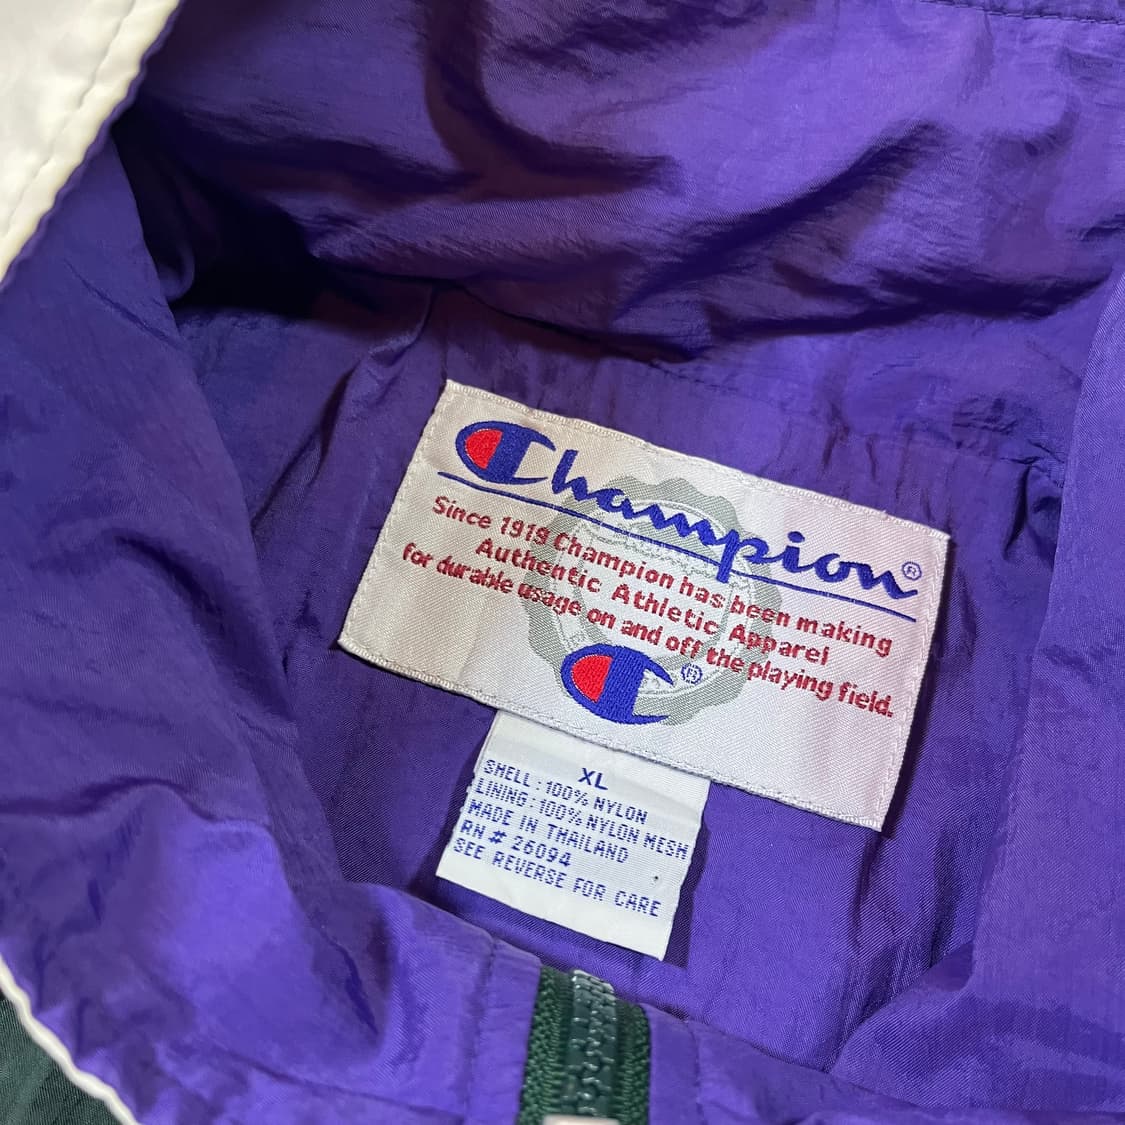 Champion®
Since 1919 Champion has been making
Authentic Athletic Apparel
for durable usage on and off the playing field.
®
XL
SHELL : 100% NYLON
LINING : 100% NYLON MESH
MADE IN THAILAND
RN # 26094
SEE REVERSE FOR CARE